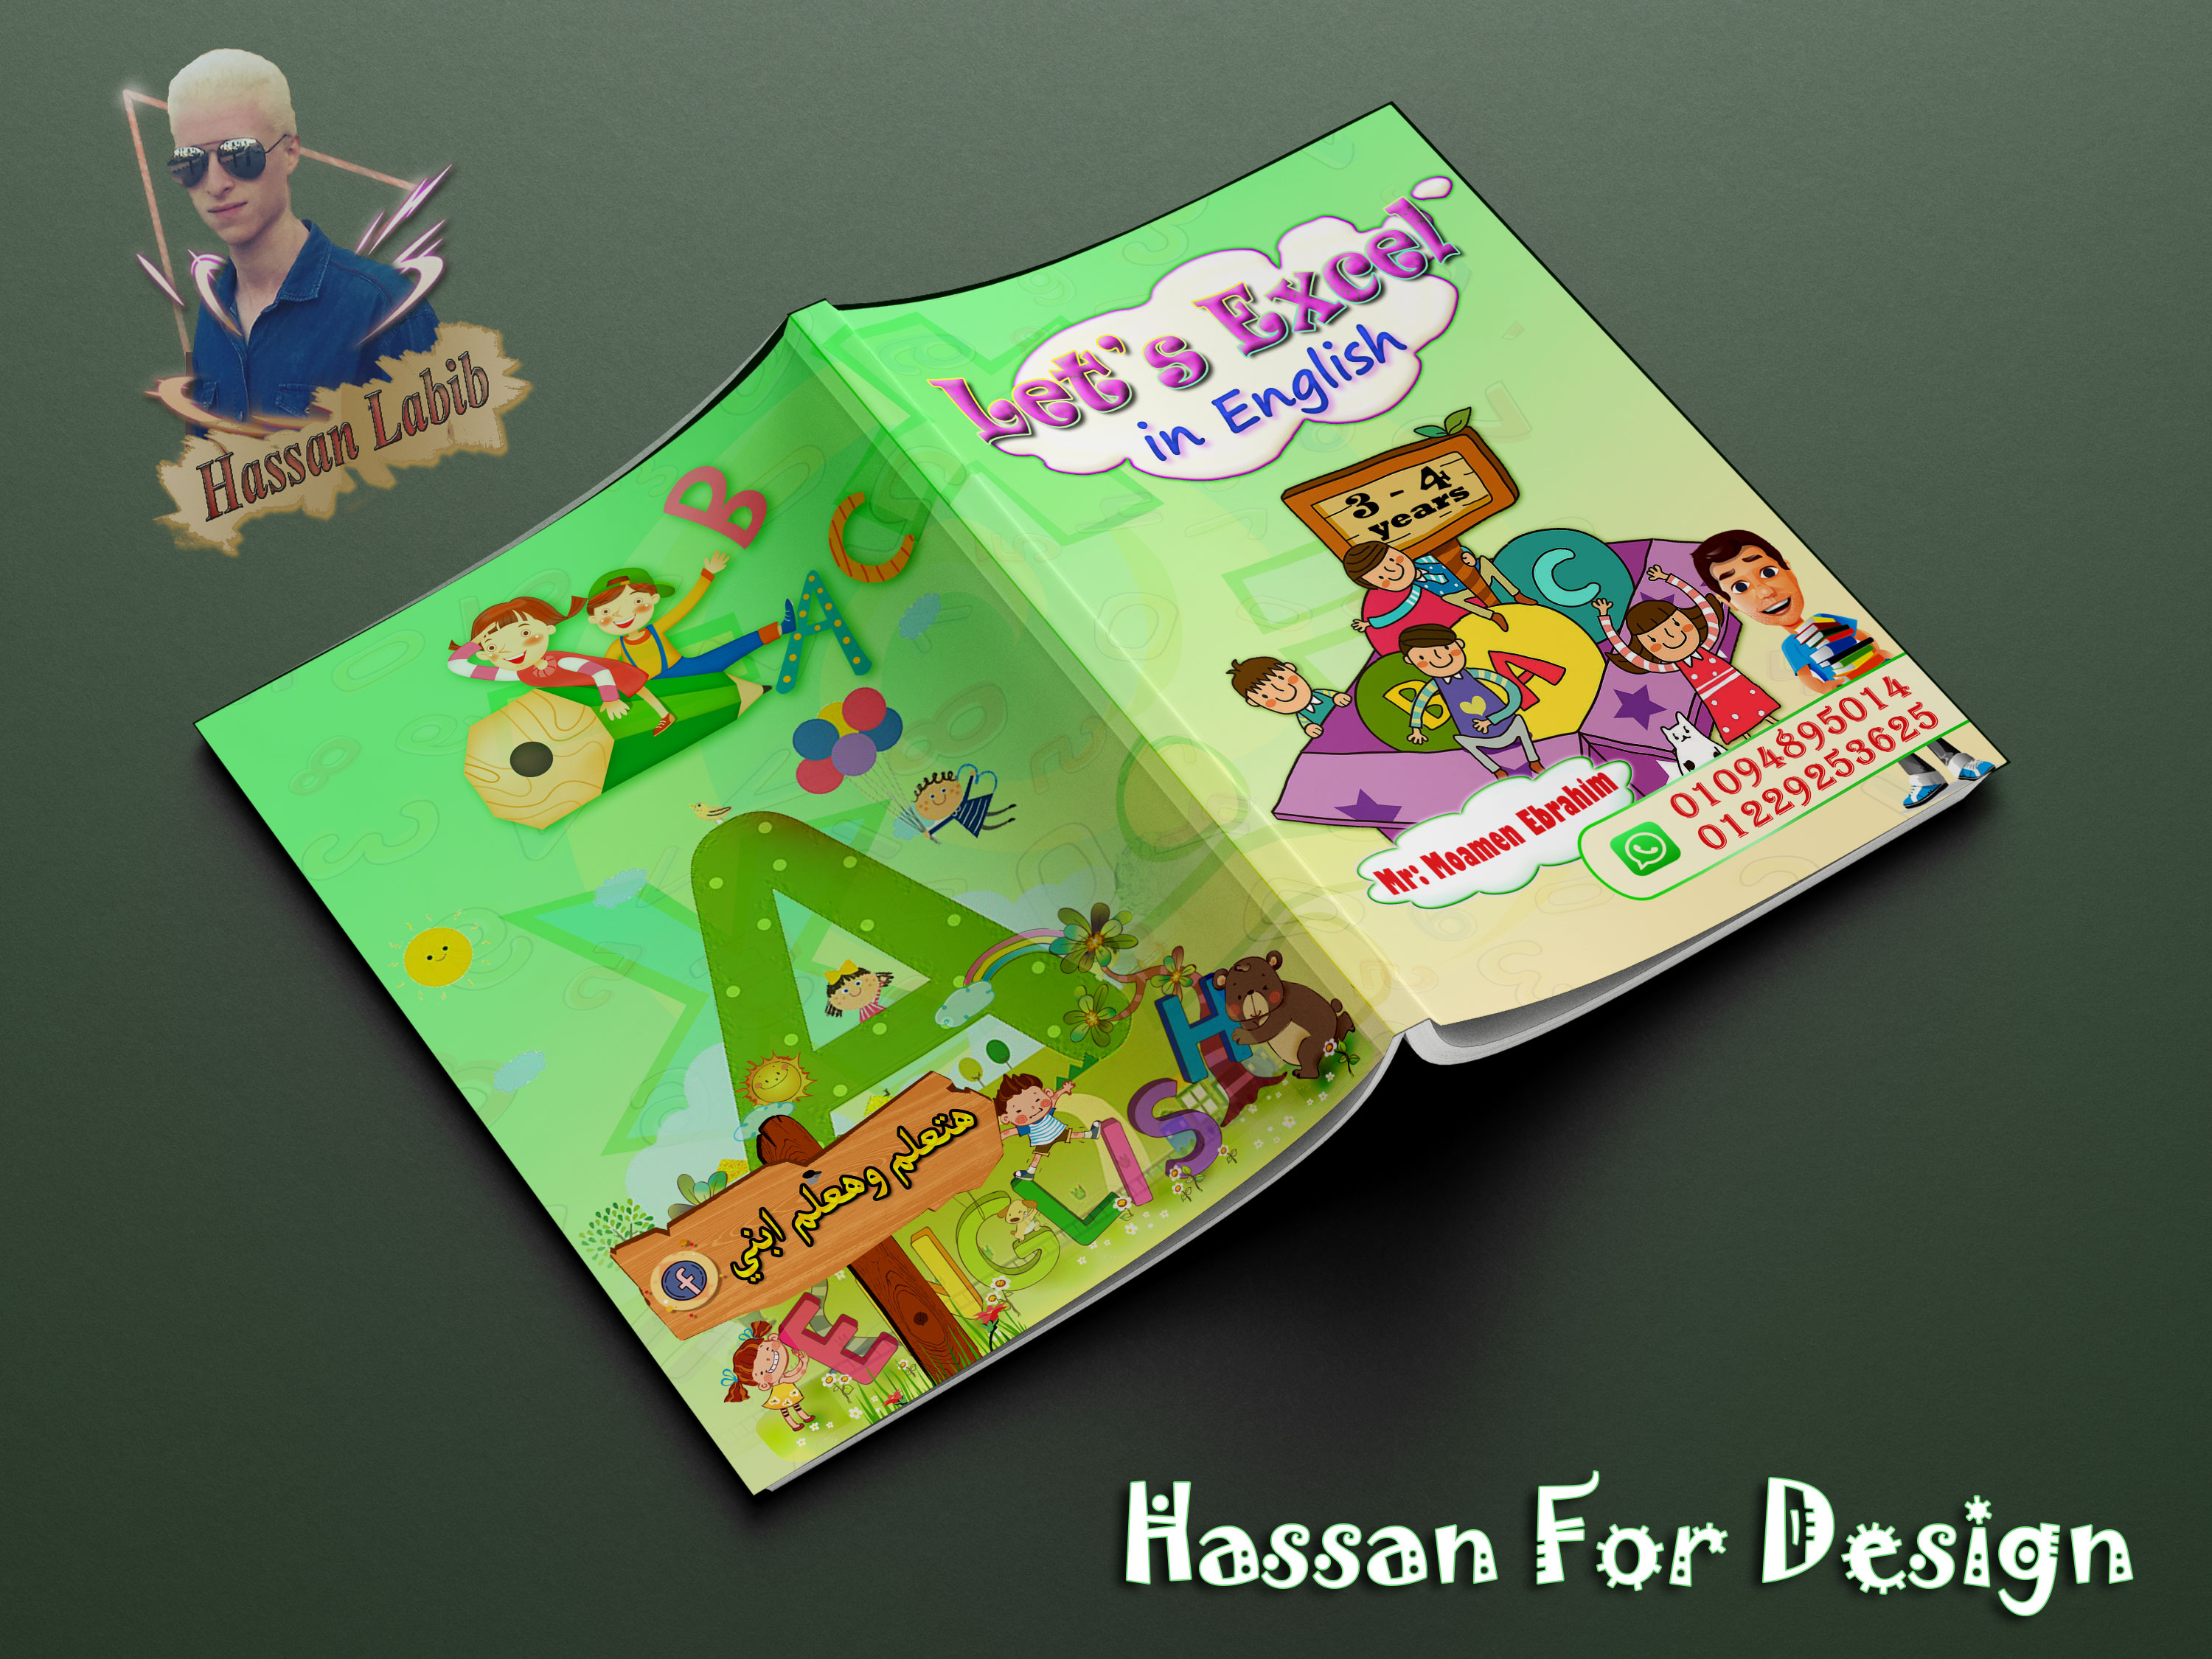 Hassan Labib
Let's Excel
in English
3 - 4
years
C
B A
Mr: Moamen Ebrahim
01094895014
01229253625
B
A C
A
هتعلم وهعلم ابني
f
E I G L I S H
Hassan For Design